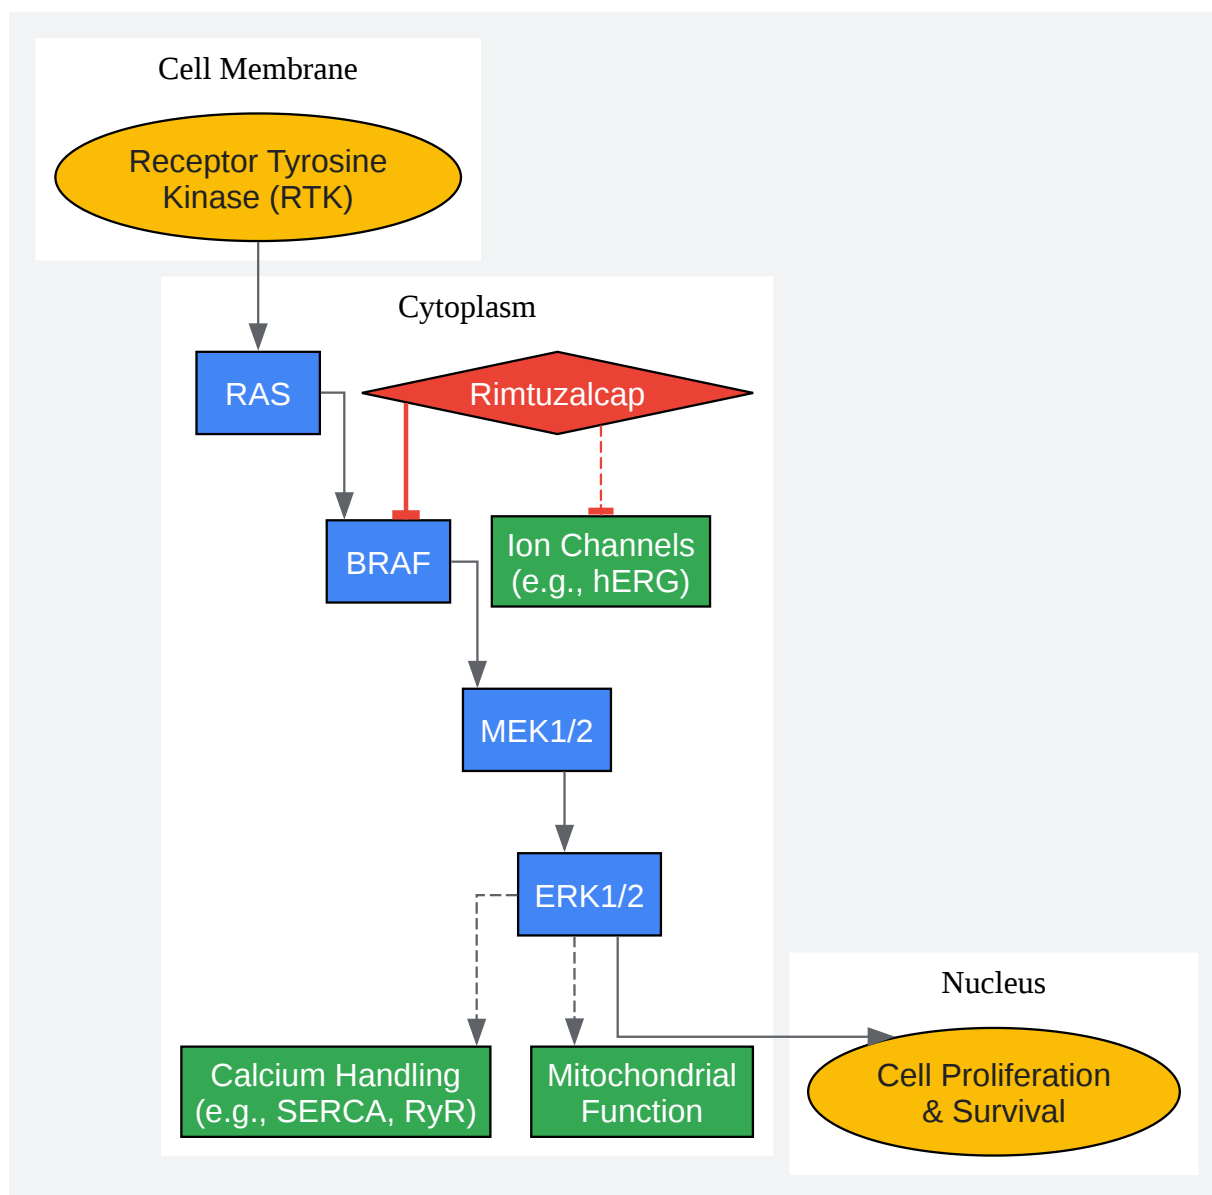 Cell Membrane
Receptor Tyrosine
Kinase (RTK)
Cytoplasm
RAS
Rimtuzalcap
BRAF
Ion Channels
(e.g., hERG)
MEK1/2
ERK1/2
Nucleus
Calcium Handling
(e.g., SERCA, RyR)
Mitochondrial
Function
Cell Proliferation
& Survival